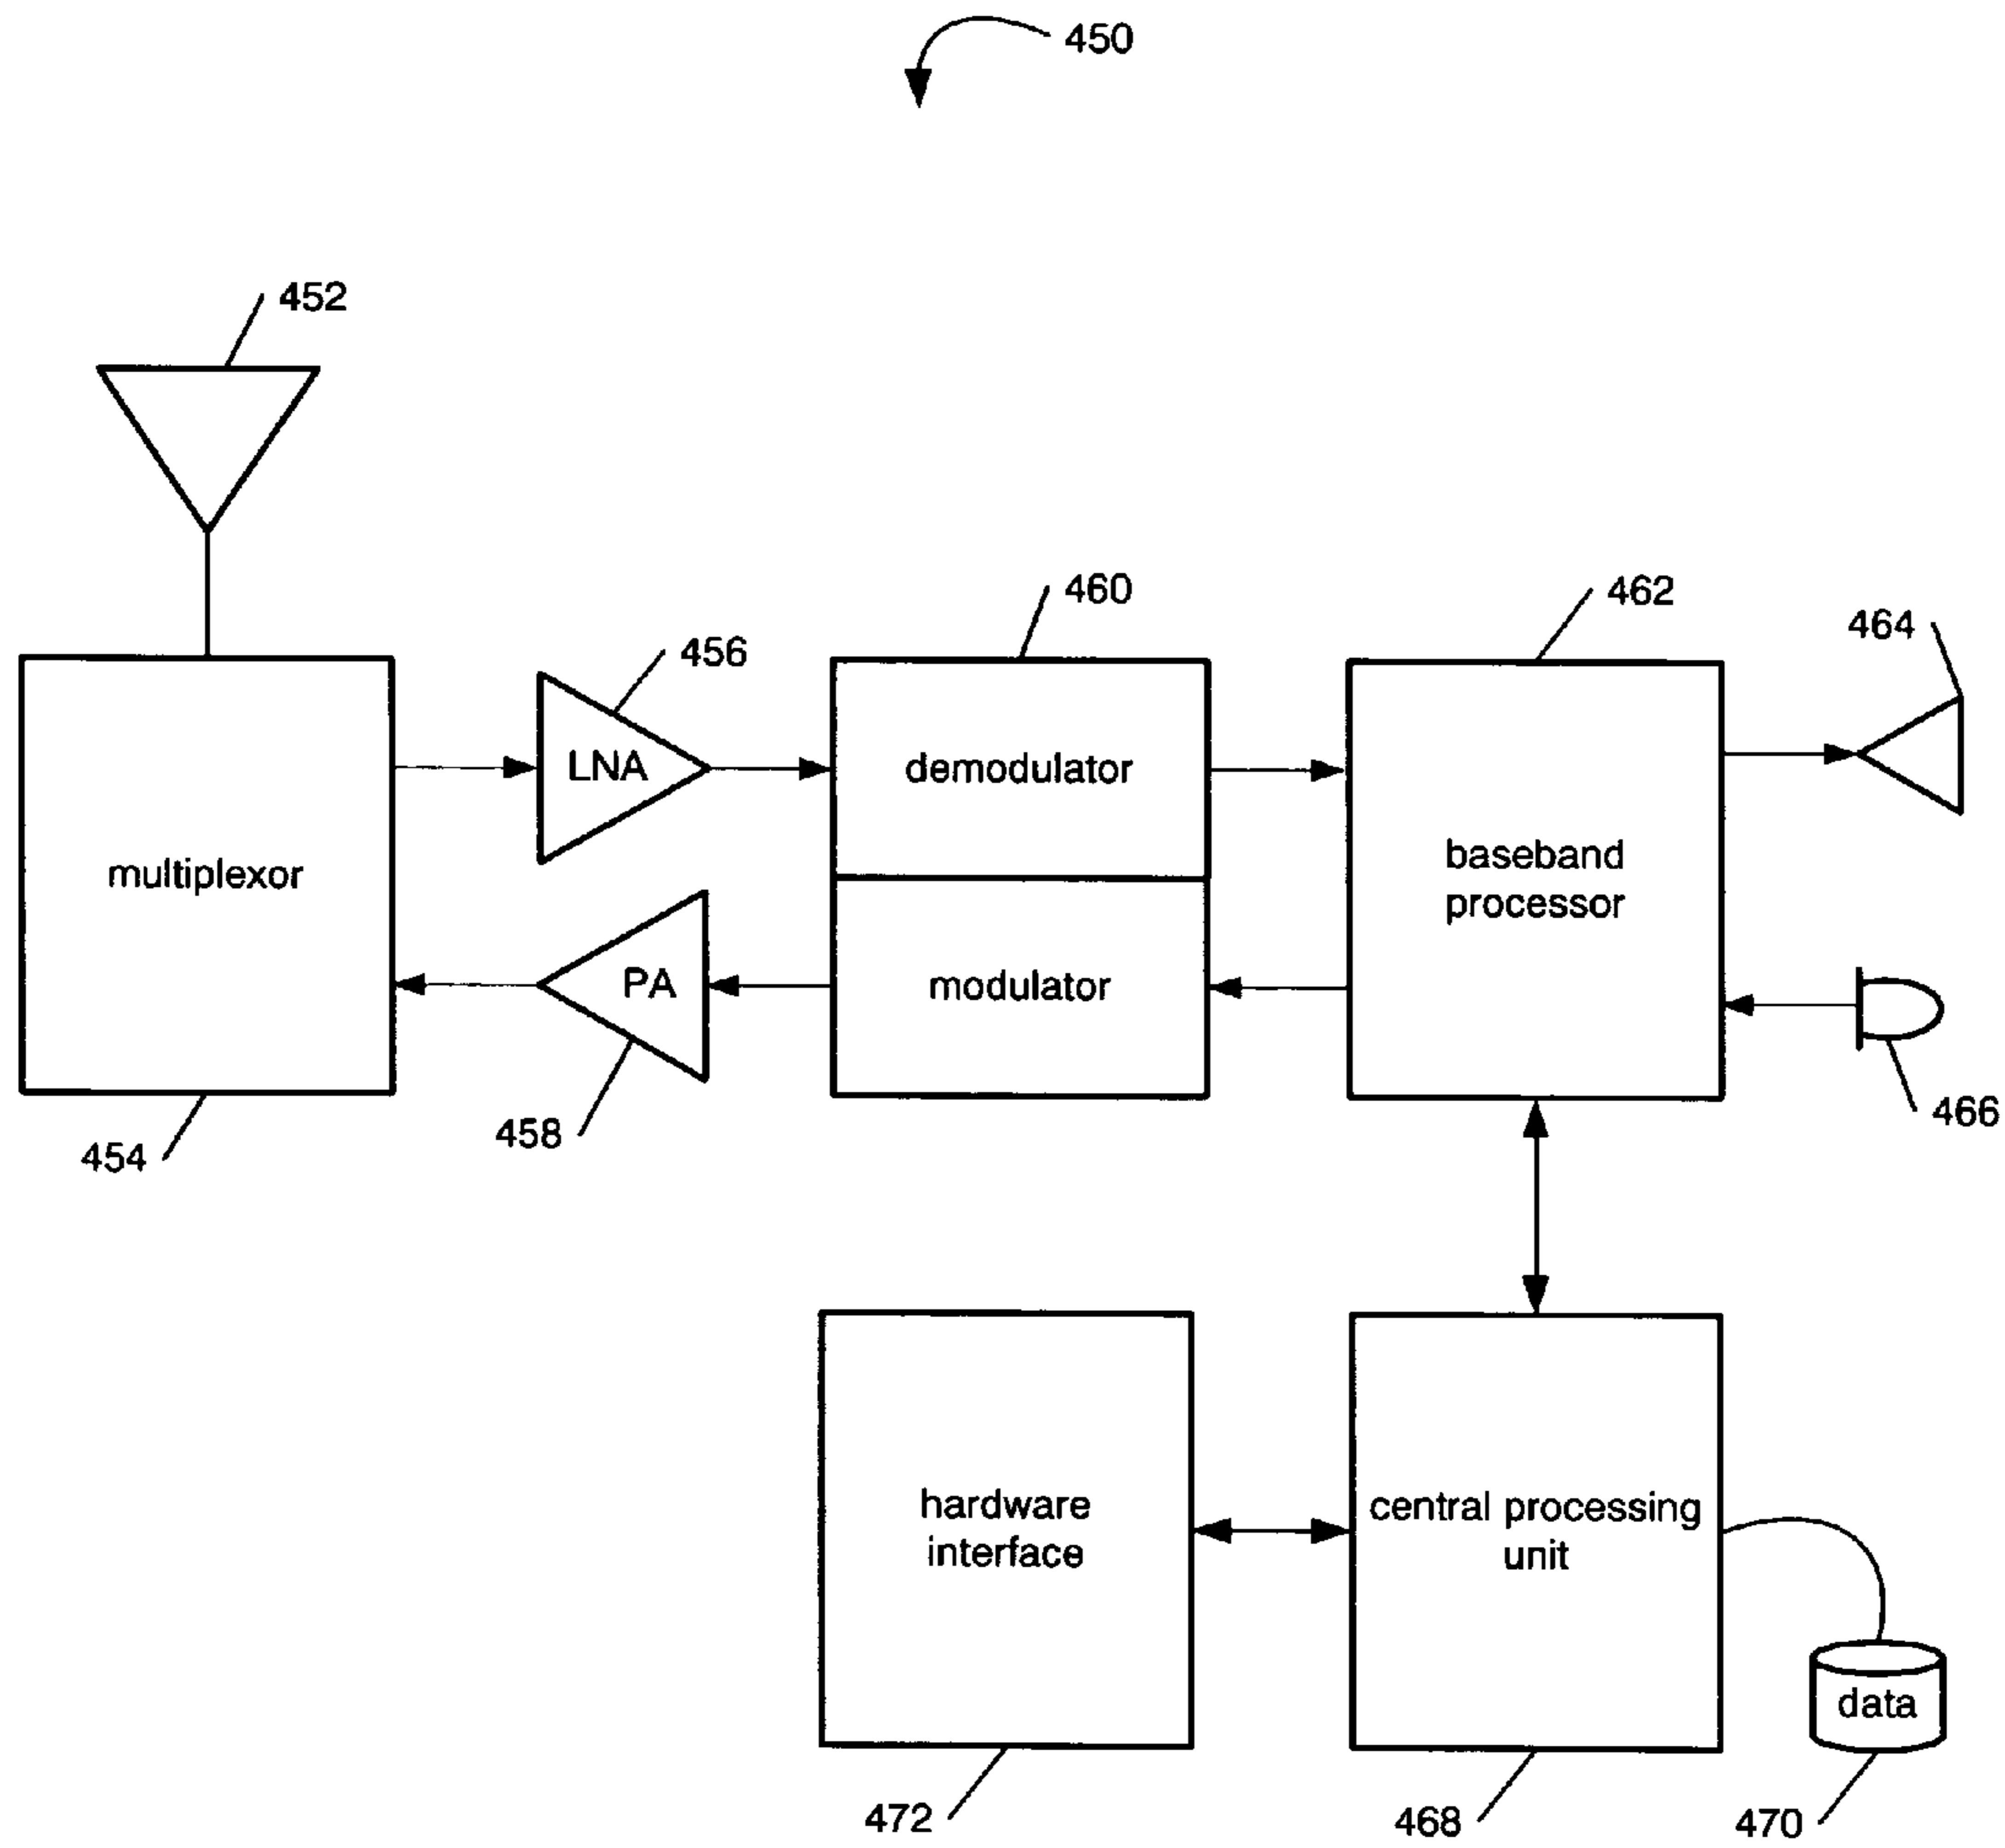 450
452
460
462
464
456
LNA
demodulator
baseband
processor
multiplexor
PA
modulator
466
458
454
hardware
interface
central processing
unit
data
472
468
470